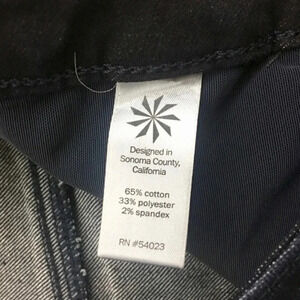 Designed in
Sonoma County,
California
65% cotton
33% polyester
2% spandex
RN #54023